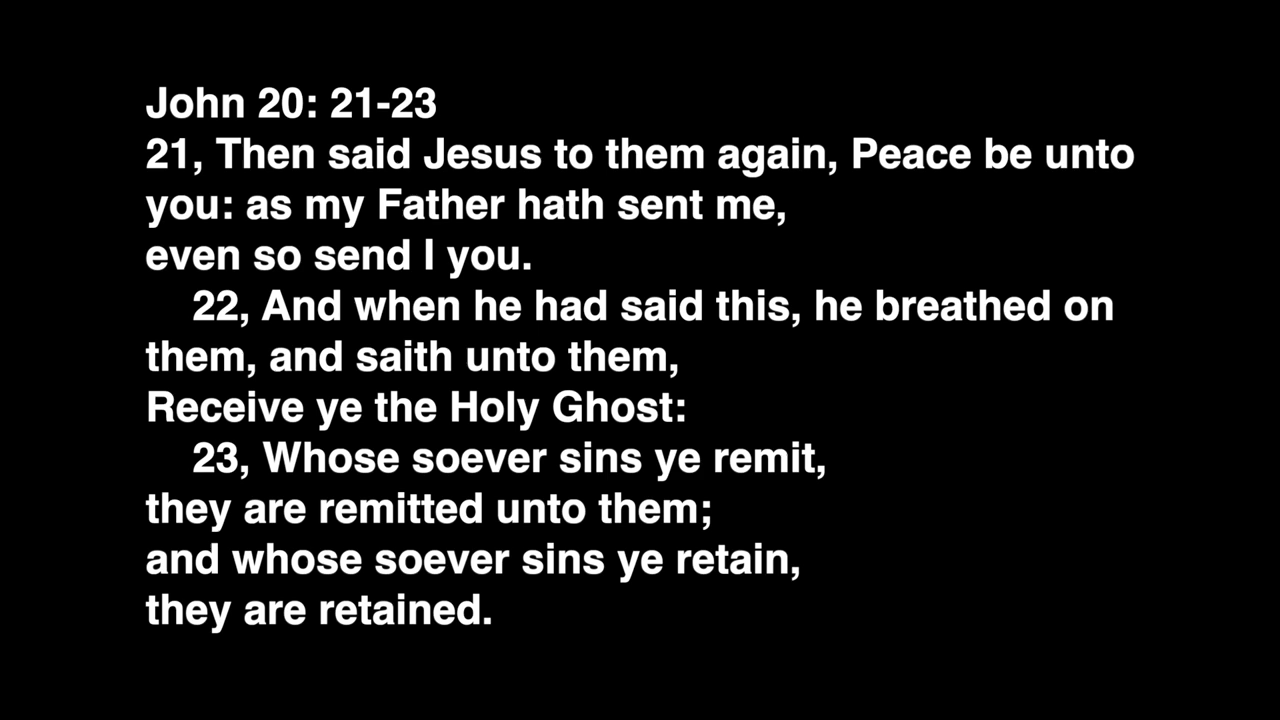 John 20: 21-23
21, Then said Jesus to them again, Peace be unto
you: as my Father hath sent me,
even so send I you.
22, And when he had said this, he breathed on
them, and saith unto them,
Receive ye the Holy Ghost:
23, Whose soever sins ye remit,
they are remitted unto them;
and whose soever sins ye retain,
they are retained.